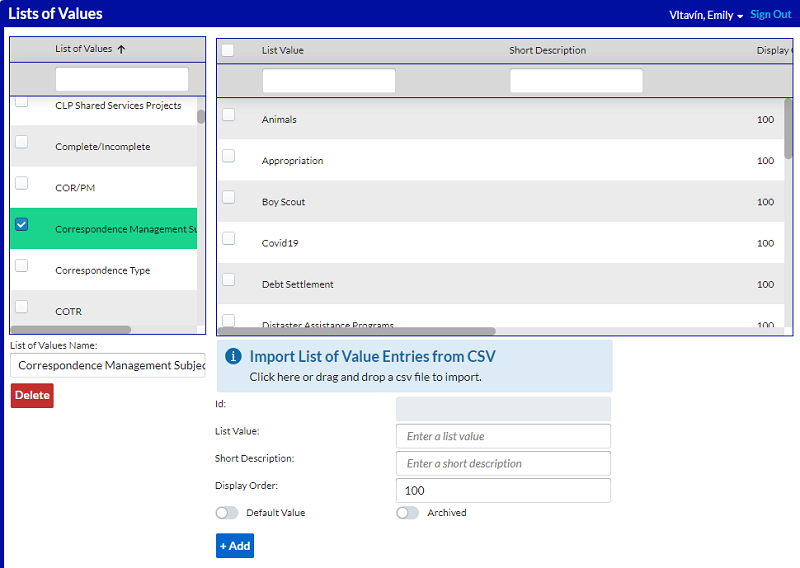 Lists of Values
Vltavín, Emily
Sign Out
List of Values
CLP Shared Services Projects
Complete/Incomplete
COR/PM
Correspondence Management Su
Correspondence Type
COTR
List Value Short Description Display
Animals 100
Appropriation 100
Boy Scout 100
Covid19 100
Debt Settlement 100
Distaster Assistance Programs 100
List of Values Name:
Correspondence Management Subjec
Delete
Import List of Value Entries from CSV
Click here or drag and drop a csv file to import.
Id:
List Value: Enter a list value
Short Description: Enter a short description
Display Order: 100
Default Value Archived
+ Add